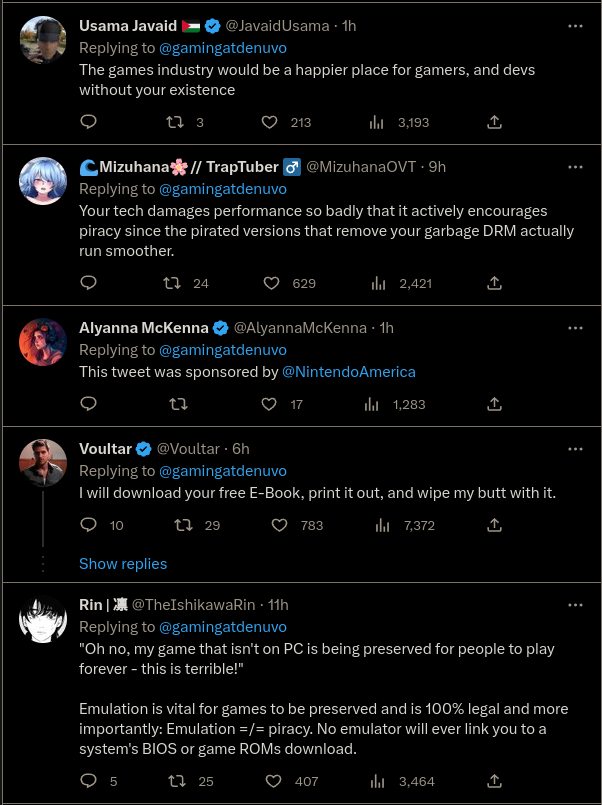 Usama Javaid 🇵🇸 @JavaidUsama · 1h
Replying to @gamingatdenuvo
The games industry would be a happier place for gamers, and devs
without your existence
3 213 3,193
🌊Mizuhana🌸// TrapTuber ♂️ @MizuhanaOVT · 9h
Replying to @gamingatdenuvo
Your tech damages performance so badly that it actively encourages
piracy since the pirated versions that remove your garbage DRM actually
run smoother.
24 629 2,421
Alyanna McKenna @AlyannaMcKenna · 1h
Replying to @gamingatdenuvo
This tweet was sponsored by @NintendoAmerica
17 1,283
Voultar @Voultar · 6h
Replying to @gamingatdenuvo
I will download your free E-Book, print it out, and wipe my butt with it.
10 29 783 7,372
Show replies
Rin | 凛 @TheIshikawaRin · 11h
Replying to @gamingatdenuvo
"Oh no, my game that isn't on PC is being preserved for people to play
forever - this is terrible!"
Emulation is vital for games to be preserved and is 100% legal and more
importantly: Emulation =/= piracy. No emulator will ever link you to a
system's BIOS or game ROMs download.
5 25 407 3,464